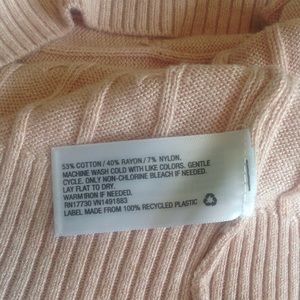 53% COTTON / 40% RAYON / 7% NYLON.
MACHINE WASH COLD WITH LIKE COLORS. GENTLE
CYCLE. ONLY NON-CHLORINE BLEACH IF NEEDED.
LAY FLAT TO DRY.
WARM IRON IF NEEDED.
RN17730 VN1491883
LABEL MADE FROM 100% RECYCLED PLASTIC